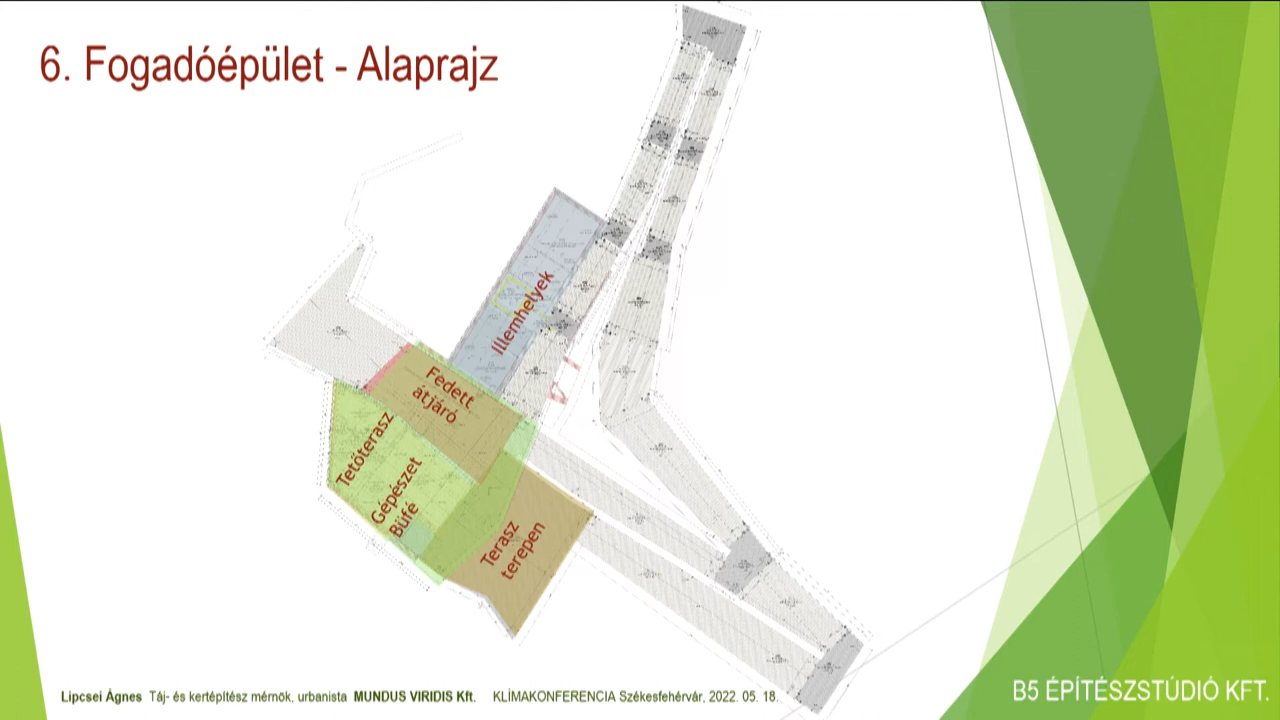 6. Fogadóépület - Alaprajz
Illemhelyek
Fedett
átjáró
Tetőterasz
Gépészet
Büfé
Terasz
terepen
Lipcsei Ágnes Táj- és kertépítész mérnök, urbanista MUNDUS VIRIDIS Kft. KLÍMAKONFERENCIA Székesfehérvár, 2022. 05. 18.
B5 ÉPÍTÉSZSTÚDIÓ KFT.